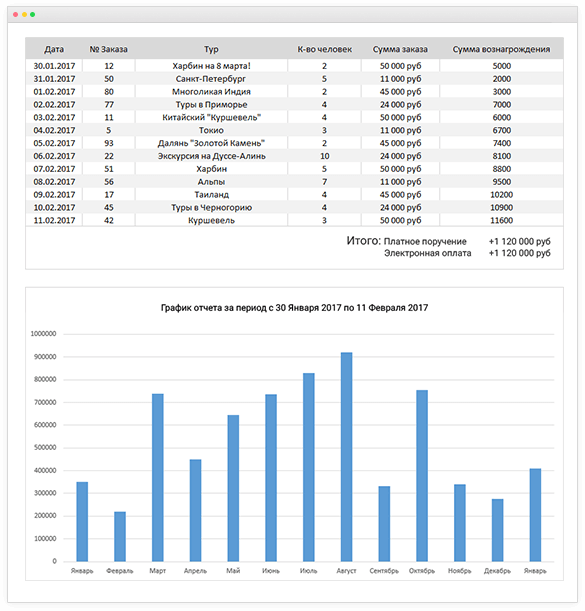 Дата № Заказа Тур К-во человек Сумма заказа Сумма вознагрождения
30.01.2017 12 Харбин на 8 марта! 2 50 000 руб 5000
31.01.2017 50 Санкт-Петербург 5 11 000 руб 2000
01.02.2017 80 Многоликая Индия 2 45 000 руб 3000
02.02.2017 77 Туры в Приморье 4 24 000 руб 7000
03.02.2017 11 Китайский "Куршевель" 4 50 000 руб 6000
04.02.2017 5 Токио 3 11 000 руб 6700
05.02.2017 93 Далянь "Золотой Камень" 2 45 000 руб 7400
06.02.2017 22 Экскурсия на Дуссе-Алинь 10 24 000 руб 8100
07.02.2017 51 Харбин 5 50 000 руб 8800
08.02.2017 56 Альпы 7 11 000 руб 9500
09.02.2017 17 Таиланд 4 45 000 руб 10200
10.02.2017 45 Туры в Черногорию 4 24 000 руб 10900
11.02.2017 42 Куршевель 3 50 000 руб 11600
Итого: Платное поручение +1 120 000 руб
Электронная оплата +1 120 000 руб
График отчета за период с 30 Января 2017 по 11 Февраля 2017
1000000
900000
800000
700000
600000
500000
400000
300000
200000
100000
0
Январь Февраль Март Апрель Май Июнь Июль Август Сентябрь Октябрь Ноябрь Декабрь Январь